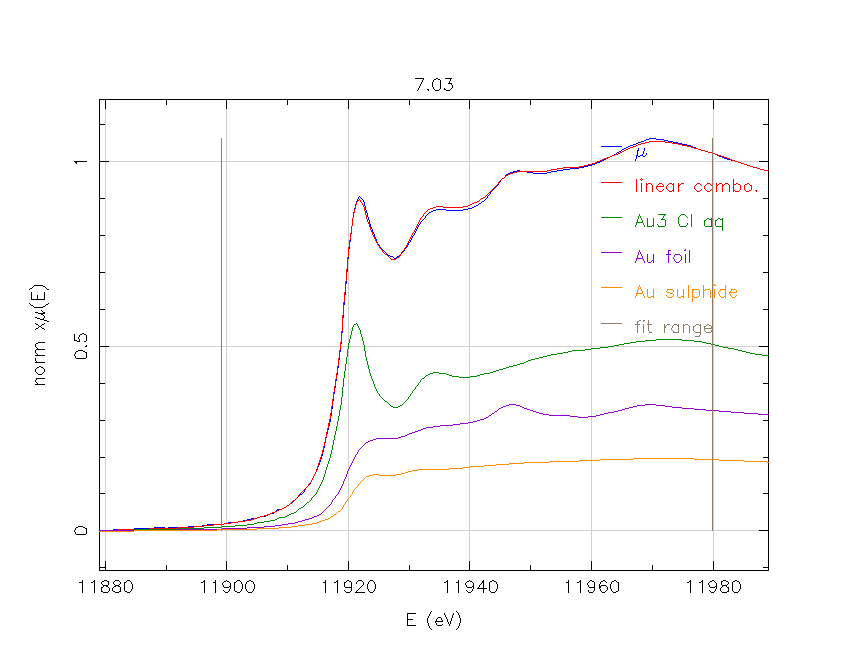 7.03
norm xμ(E)
1
0.5
0
μ
linear combo.
Au3 Cl aq
Au foil
Au sulphide
fit range
11880 11900 11920 11940 11960 11980
E (eV)